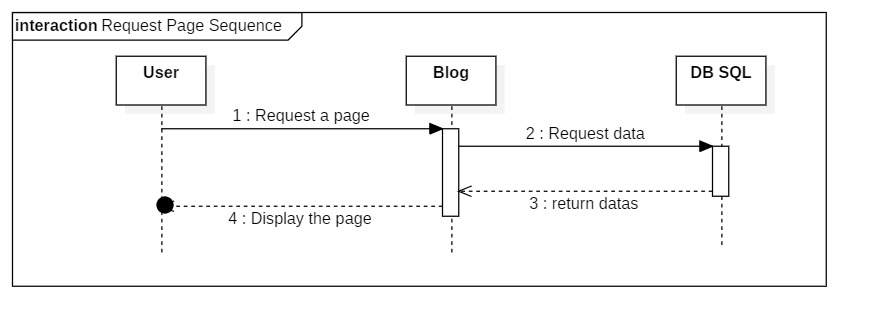 interaction Request Page Sequence
User
Blog
DB SQL
1 : Request a page
2 : Request data
3 : return datas
4 : Display the page